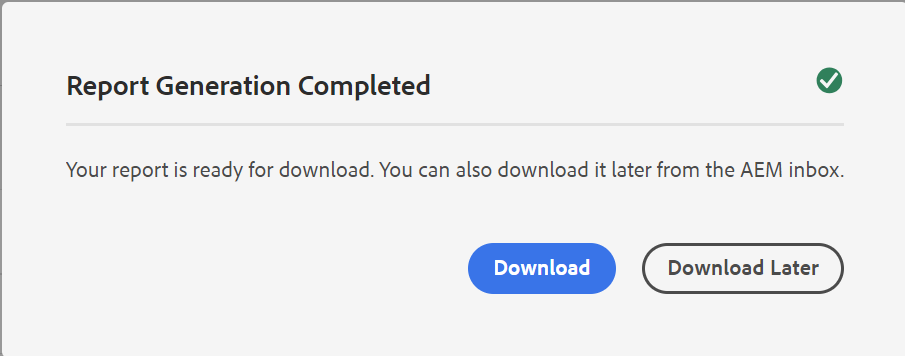 Report Generation Completed
Your report is ready for download. You can also download it later from the AEM inbox.
Download
Download Later